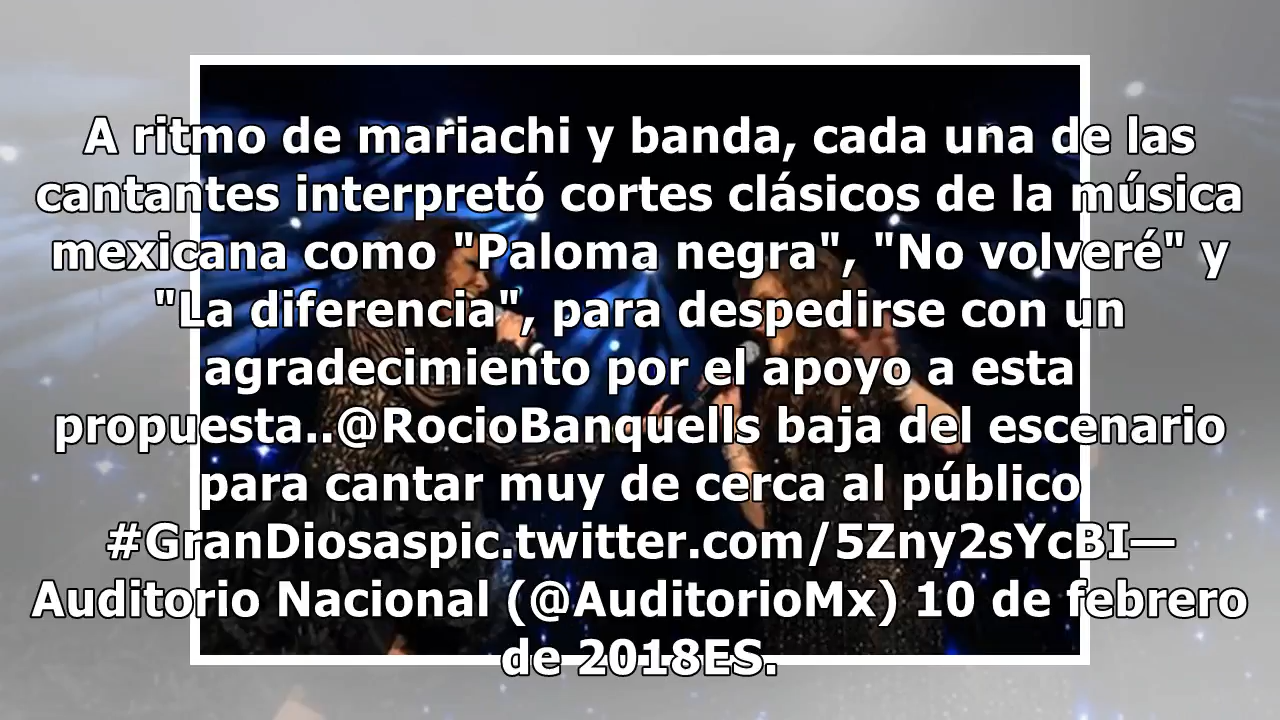 A ritmo de mariachi y banda, cada una de las
cantantes interpretó cortes clásicos de la música
mexicana como "Paloma negra", "No volveré" y
"La diferencia", para despedirse con un
agradecimiento por el apoyo a esta
propuesta..@RocioBanquells baja del escenario
para cantar muy de cerca al público
#GranDiosaspic.twitter.com/5Zny2sYcBI—
Auditorio Nacional (@AuditorioMx) 10 de febrero
de 2018ES.